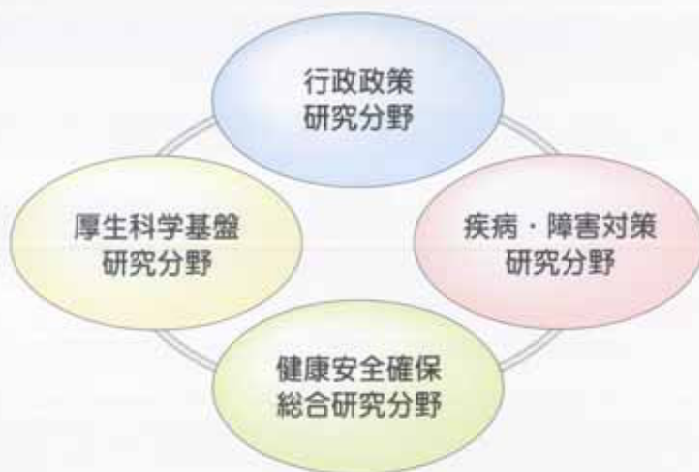 行政政策
研究分野
厚生科学基盤
研究分野
疾病・障害対策
研究分野
健康安全確保
総合研究分野